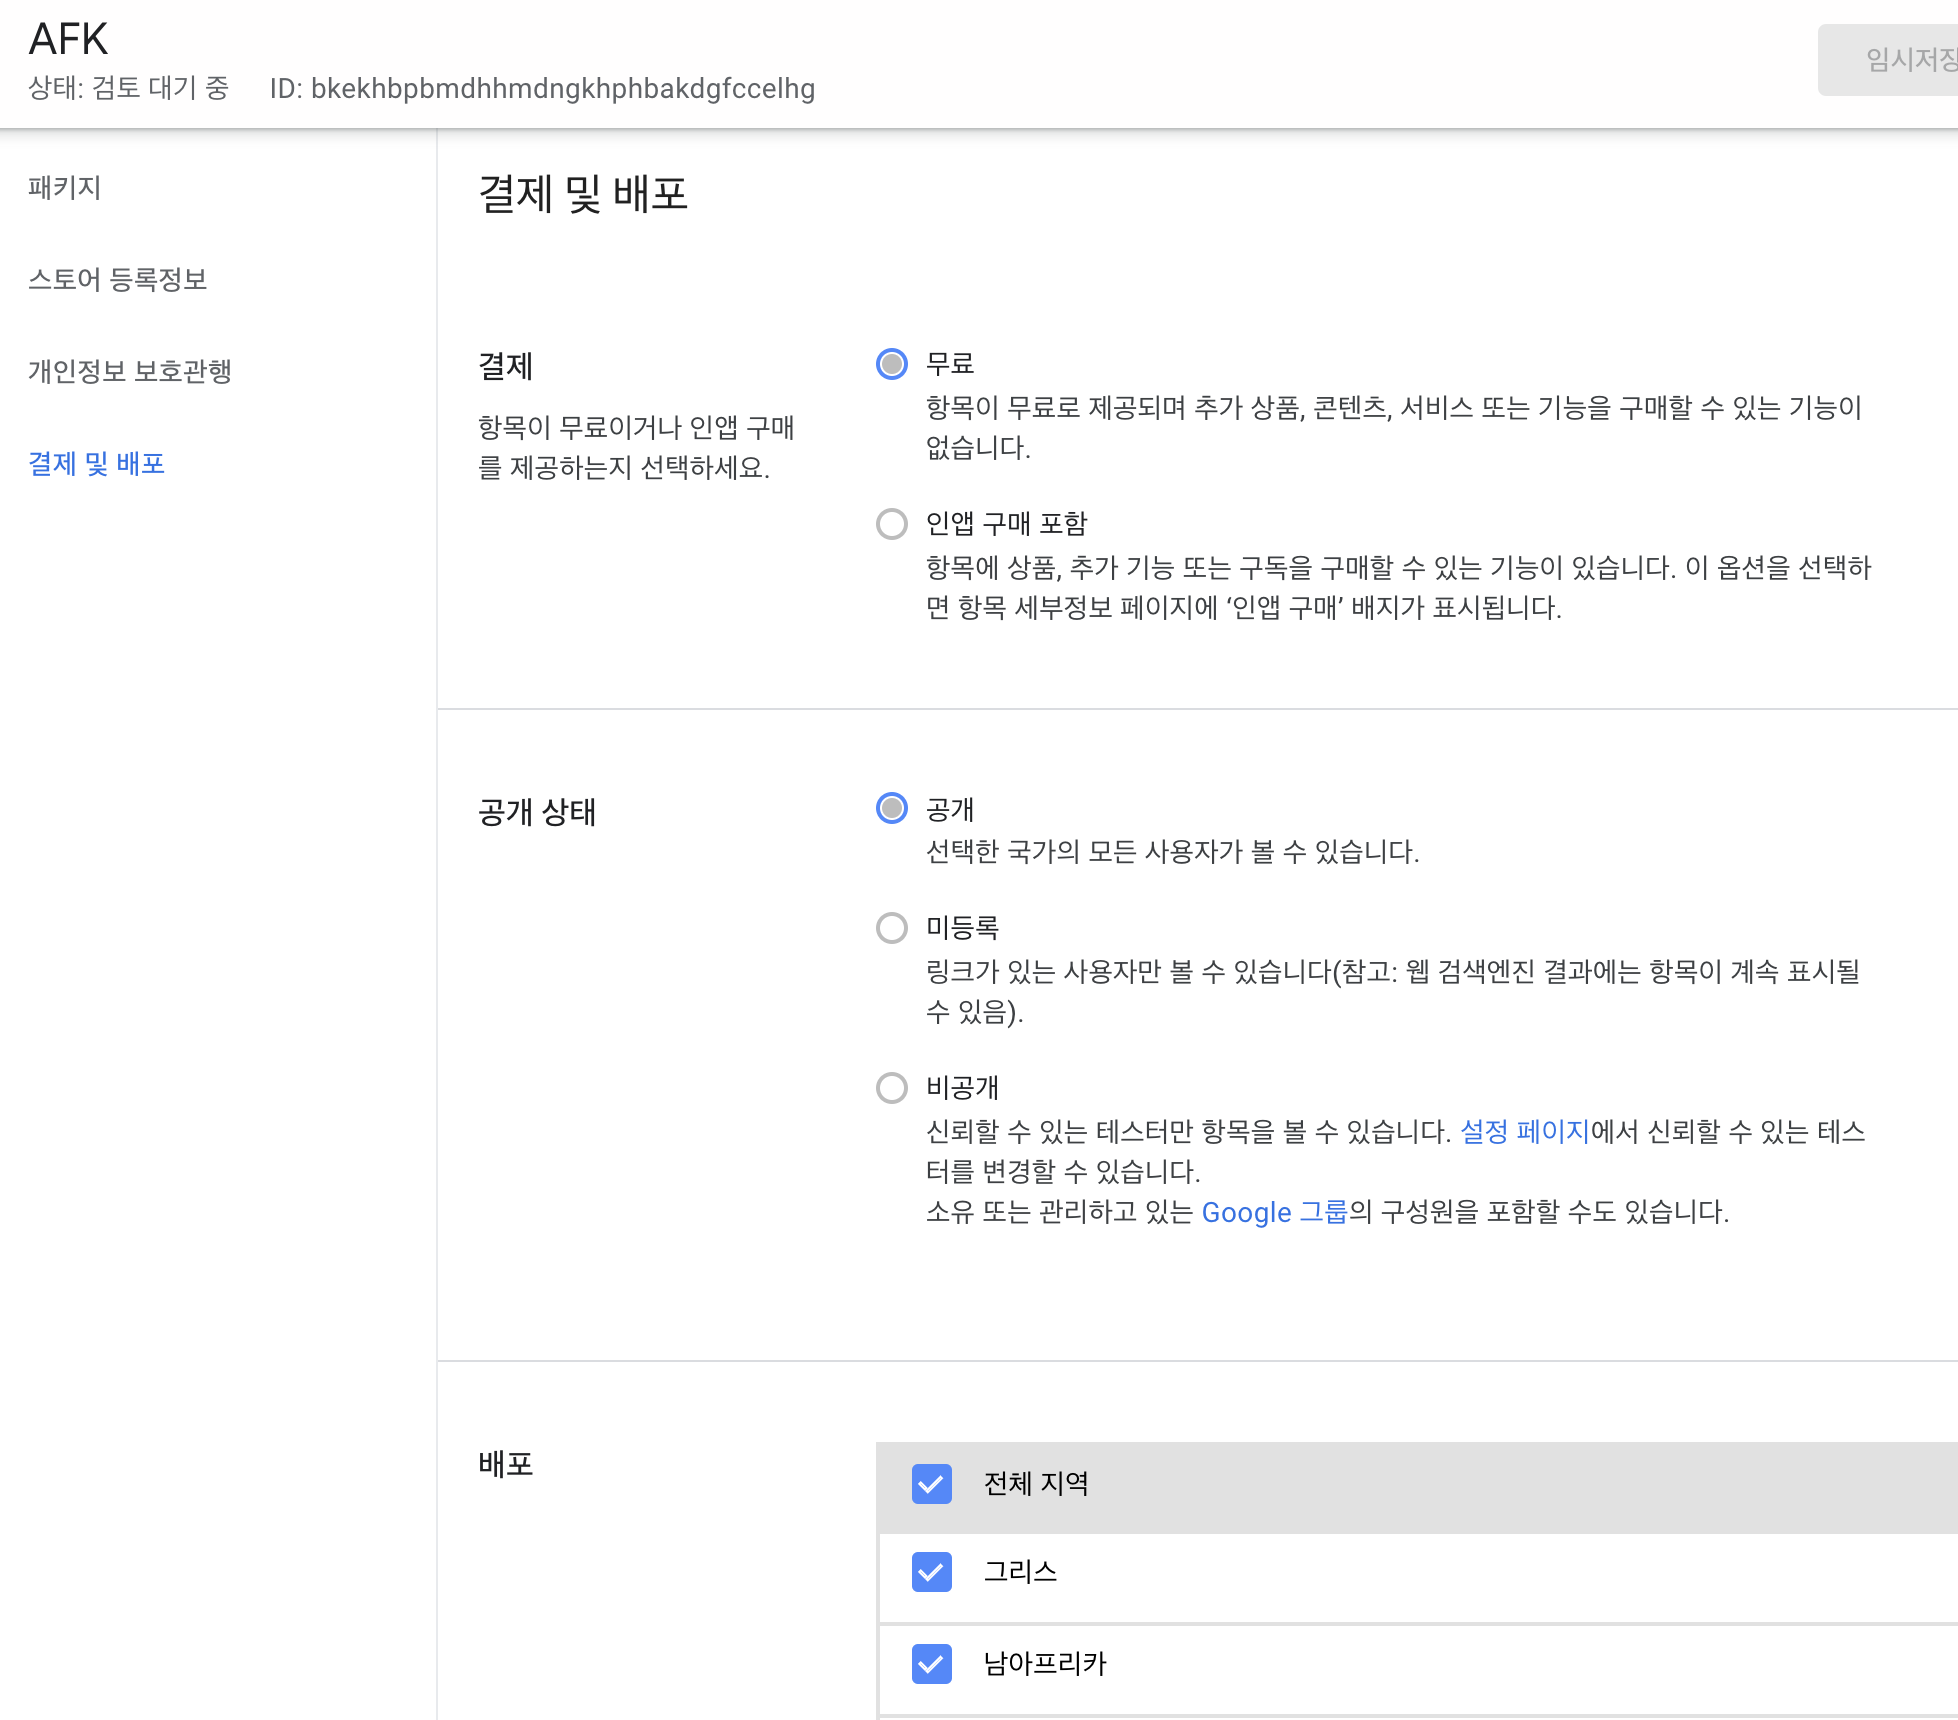 AFK
상태: 검토 대기 중 ID: bkekhbpbmdhhmdngkhphbakdgfccelhg
임시저장
패키지
스토어 등록정보
개인정보 보호관행
결제 및 배포
결제 및 배포
결제
항목이 무료이거나 인앱 구매
를 제공하는지 선택하세요.
무료
항목이 무료로 제공되며 추가 상품, 콘텐츠, 서비스 또는 기능을 구매할 수 있는 기능이
없습니다.
인앱 구매 포함
항목에 상품, 추가 기능 또는 구독을 구매할 수 있는 기능이 있습니다. 이 옵션을 선택하
면 항목 세부정보 페이지에 ‘인앱 구매’ 배지가 표시됩니다.
공개 상태
공개
선택한 국가의 모든 사용자가 볼 수 있습니다.
미등록
링크가 있는 사용자만 볼 수 있습니다(참고: 웹 검색엔진 결과에는 항목이 계속 표시될
수 있음).
비공개
신뢰할 수 있는 테스터만 항목을 볼 수 있습니다. 설정 페이지에서 신뢰할 수 있는 테스
터를 변경할 수 있습니다.
소유 또는 관리하고 있는 Google 그룹의 구성원을 포함할 수도 있습니다.
배포
전체 지역
그리스
남아프리카